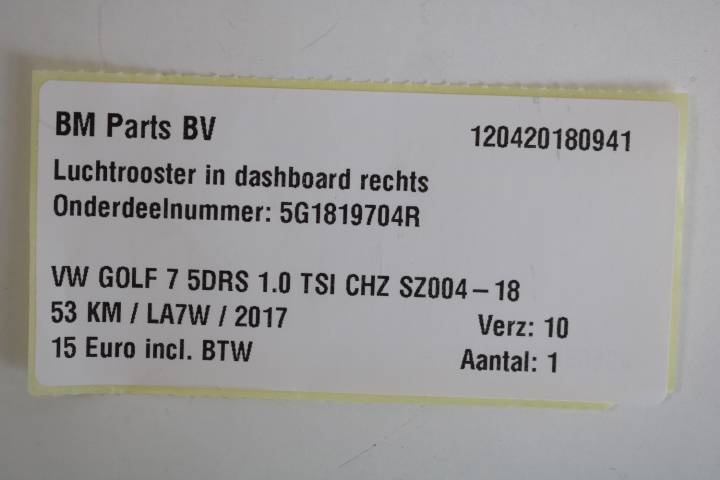 BM Parts BV 120420180941
Luchtrooster in dashboard rechts
Onderdeelnummer: 5G1819704R
VW GOLF 7 5DRS 1.0 TSI CHZ SZ004-18
53 KM / LA7W / 2017 Verz: 10
15 Euro incl. BTW Aantal: 1